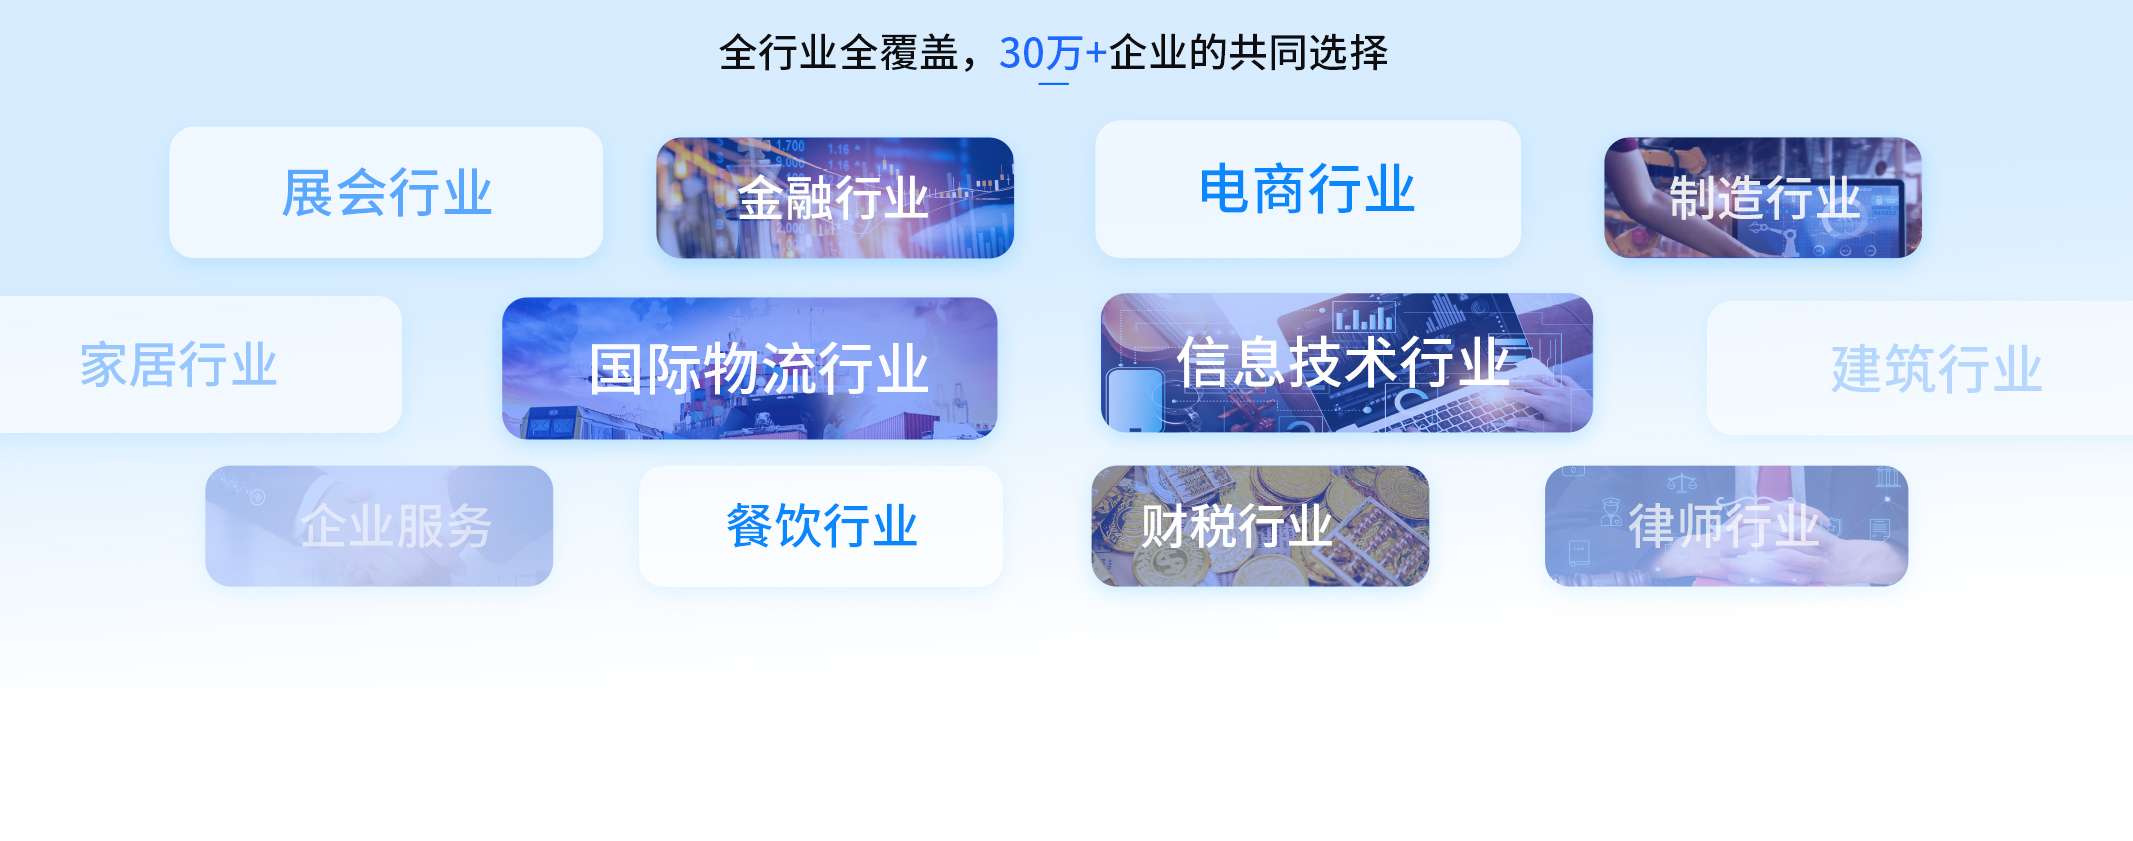 全行业全覆盖，30万+企业的共同选择
展会行业
金融行业
电商行业
制造行业
家居行业
国际物流行业
信息技术行业
建筑行业
企业服务
餐饮行业
财税行业
律师行业